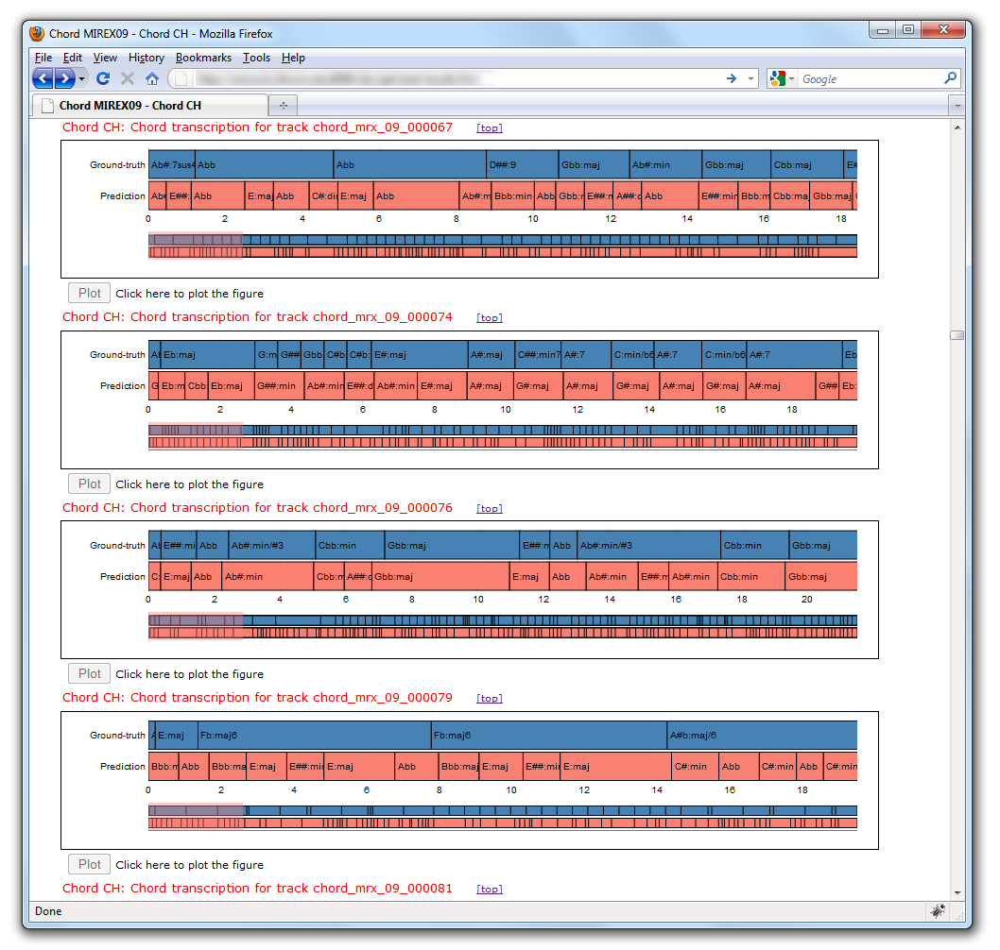 Chord MIREX09 - Chord CH - Mozilla Firefox
File Edit View History Bookmarks Tools Help
Google
Chord MIREX09 - Chord CH
Chord CH: Chord transcription for track chord_mrx_09_000067 [top]
Ground-truth Ab#:7sus4 Abb Abb D##:9 Gbb:maj Ab#:min Gbb:maj Cbb:maj E#
Prediction Ab# E##: Abb E:maj Abb C#:di E:maj Abb Ab#:m Bbb:min Abb Gbb:m E##:m A##:d Abb E##:min Bbb:m Cbb:maj Gbb:maj
0 2 4 6 8 10 12 14 16 18
Plot Click here to plot the figure
Chord CH: Chord transcription for track chord_mrx_09_000074 [top]
Ground-truth Eb:maj G:m G## Gbb C#b C#b: E#:maj A#:maj C##:min7 A#:7 C:min/b6 A#:7 C:min/b6 A#:7 Eb
Prediction G Eb:m Cbb: Eb:maj G##:min Ab#:min E##:d Ab#:min E#:maj A#:maj G#:maj A#:maj G#:maj A#:maj G#:maj A#:maj G## Eb:
0 2 4 6 8 10 12 14 16 18
Plot Click here to plot the figure
Chord CH: Chord transcription for track chord_mrx_09_000076 [top]
Ground-truth Ab E##:mi Abb Ab#:min/#3 Cbb:min Gbb:maj E##:m Abb Ab#:min/#3 Cbb:min Gbb:maj
Prediction C: E:maj Abb Ab#:min Cbb:m A##:d Gbb:maj E:maj Abb Ab#:min E##:m Ab#:min Cbb:min Gbb:maj
0 2 4 6 8 10 12 14 16 18 20
Plot Click here to plot the figure
Chord CH: Chord transcription for track chord_mrx_09_000079 [top]
Ground-truth E:maj Fb:maj6 Fb:maj6 A#b:maj/6
Prediction Bbb:m Abb Bbb:ma E:maj E##:min E:maj Abb Bbb:maj E:maj E##:min E:maj C#:min Abb C#:min Abb C#:min
0 2 4 6 8 10 12 14 16 18
Plot Click here to plot the figure
Chord CH: Chord transcription for track chord_mrx_09_000081 [top]
Done